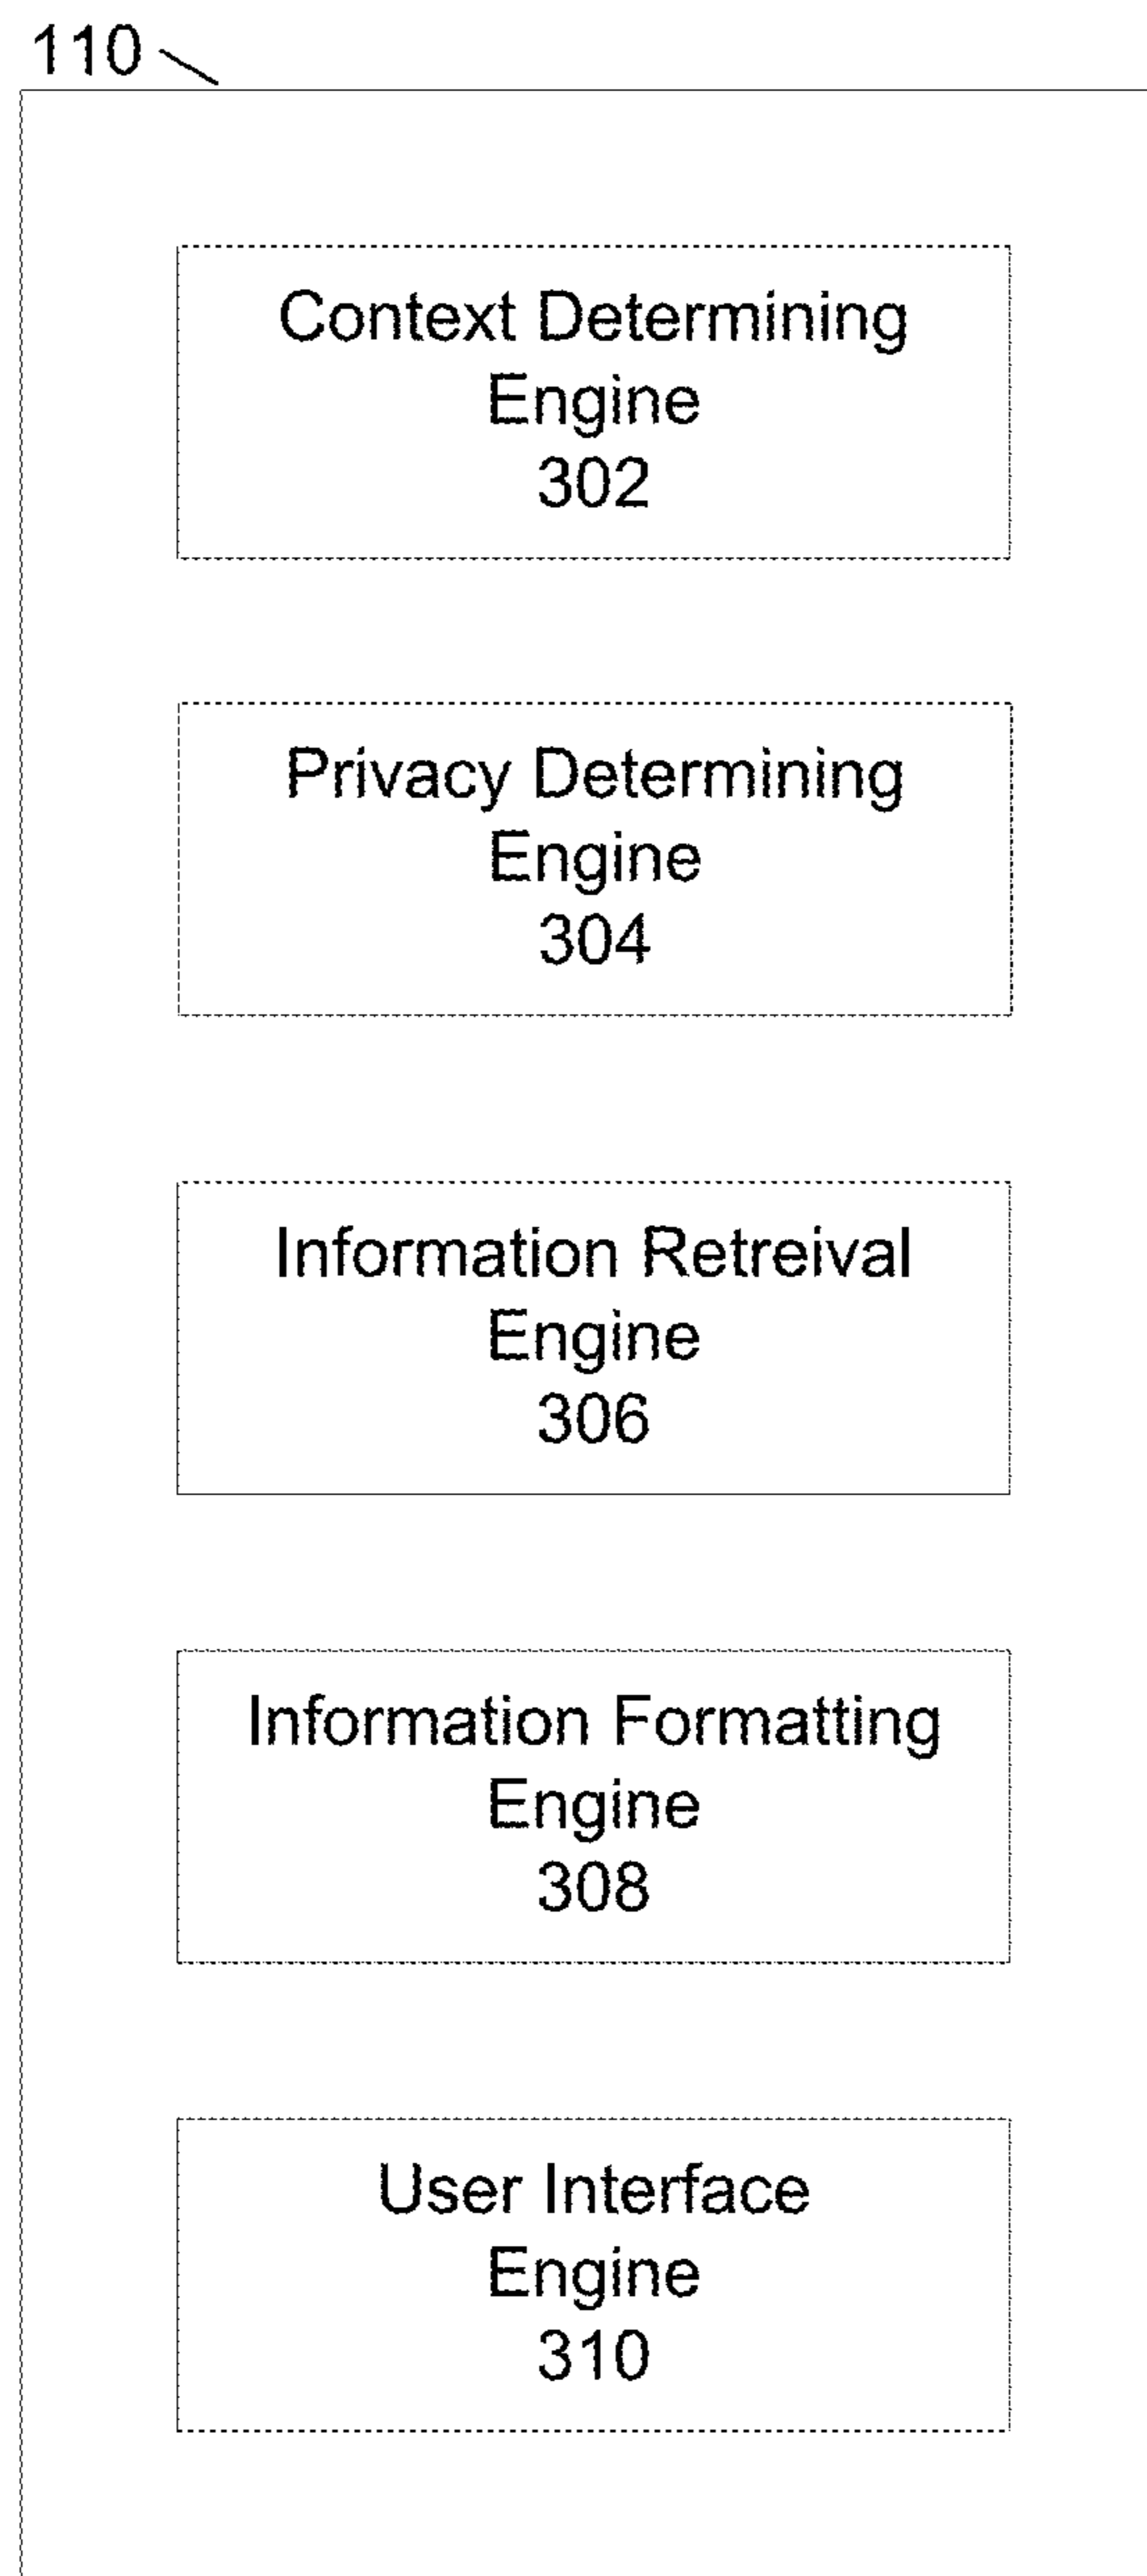 110
Context Determining
Engine
302
Privacy Determining
Engine
304
Information Retreival
Engine
306
Information Formatting
Engine
308
User Interface
Engine
310